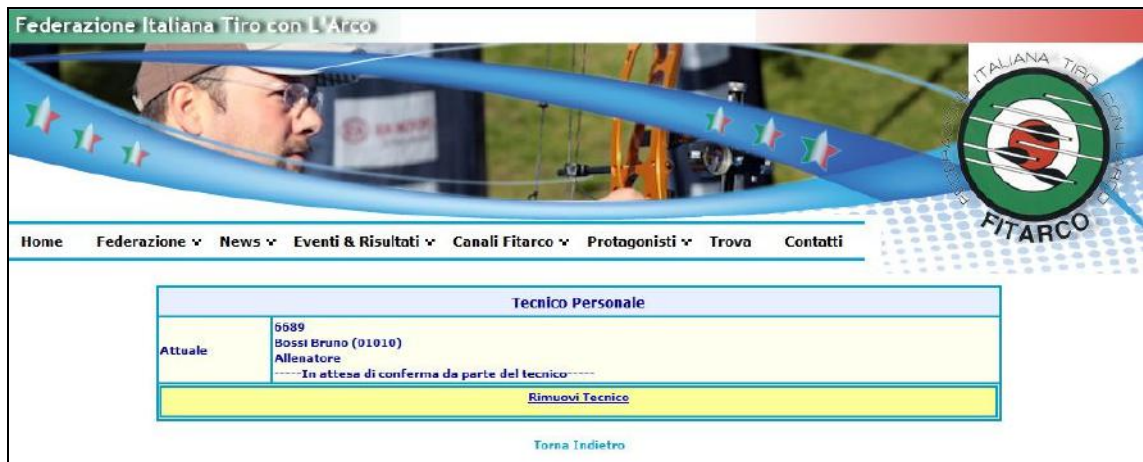 Federazione Italiana Tiro con L'Arco
FEDERAZIONE ITALIANA TIRO CON L'ARCO
FITARCO
Home Federazione News Eventi & Risultati Canali Fitarco Protagonisti Trova Contatti
Tecnico Personale
Attuale
6689
Bossi Bruno (01010)
Allenatore
-----In attesa di conferma da parte del tecnico-----
Rimuovi Tecnico
Torna Indietro